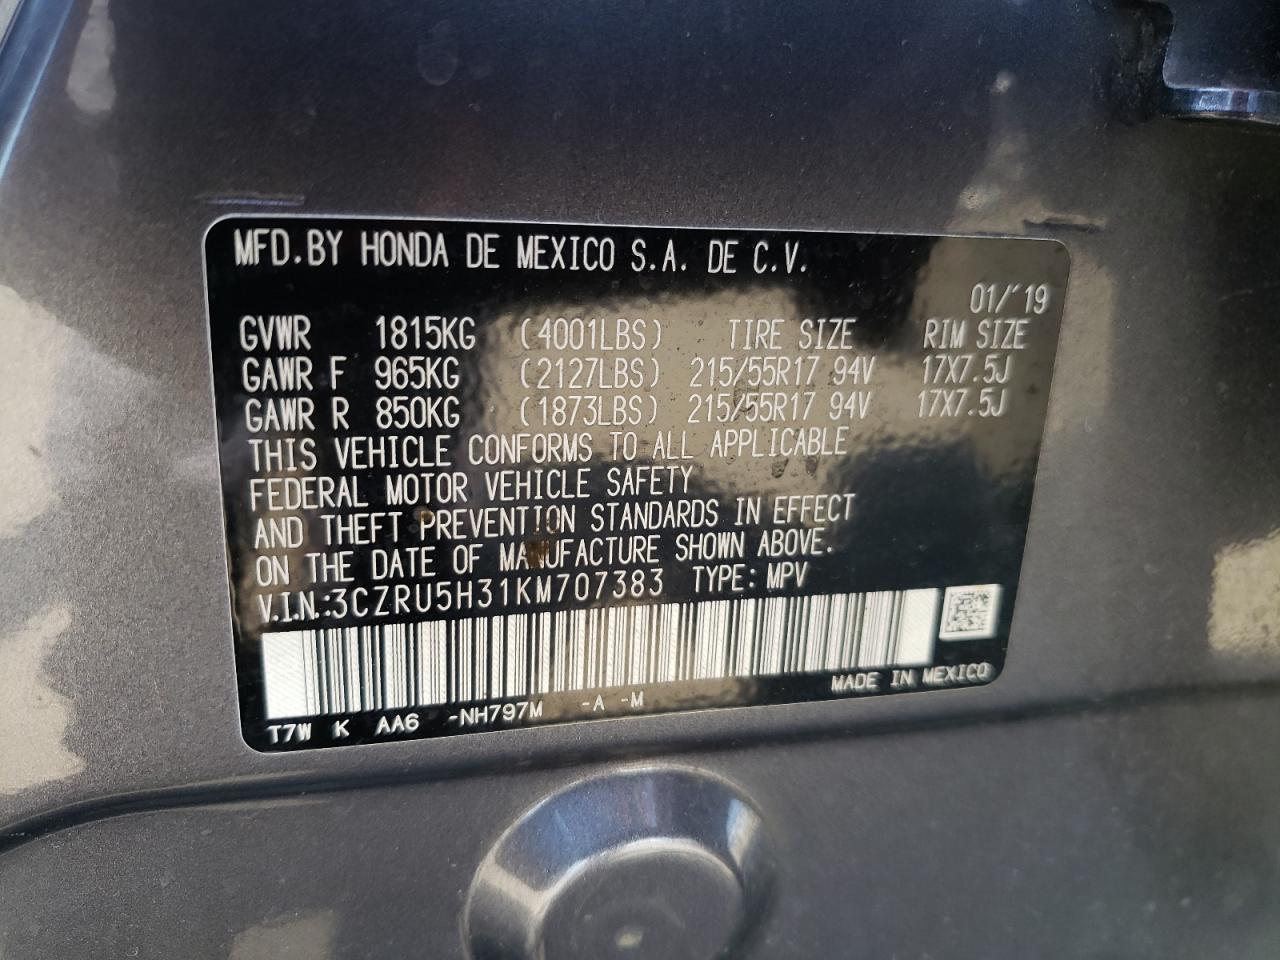 MFD.BY HONDA DE MEXICO S.A. DE C.V.
01/'19
GVWR 1815KG (4001LBS) TIRE SIZE RIM SIZE
GAWR F 965KG (2127LBS) 215/55R17 94V 17X7.5J
GAWR R 850KG (1873LBS) 215/55R17 94V 17X7.5J
THIS VEHICLE CONFORMS TO ALL APPLICABLE
FEDERAL MOTOR VEHICLE SAFETY
AND THEFT PREVENTION STANDARDS IN EFFECT
ON THE DATE OF MANUFACTURE SHOWN ABOVE.
V.I.N.:3CZRU5H31KM707383 TYPE: MPV
MADE IN MEXICO
T7W K AA6 -NH797M -A -M